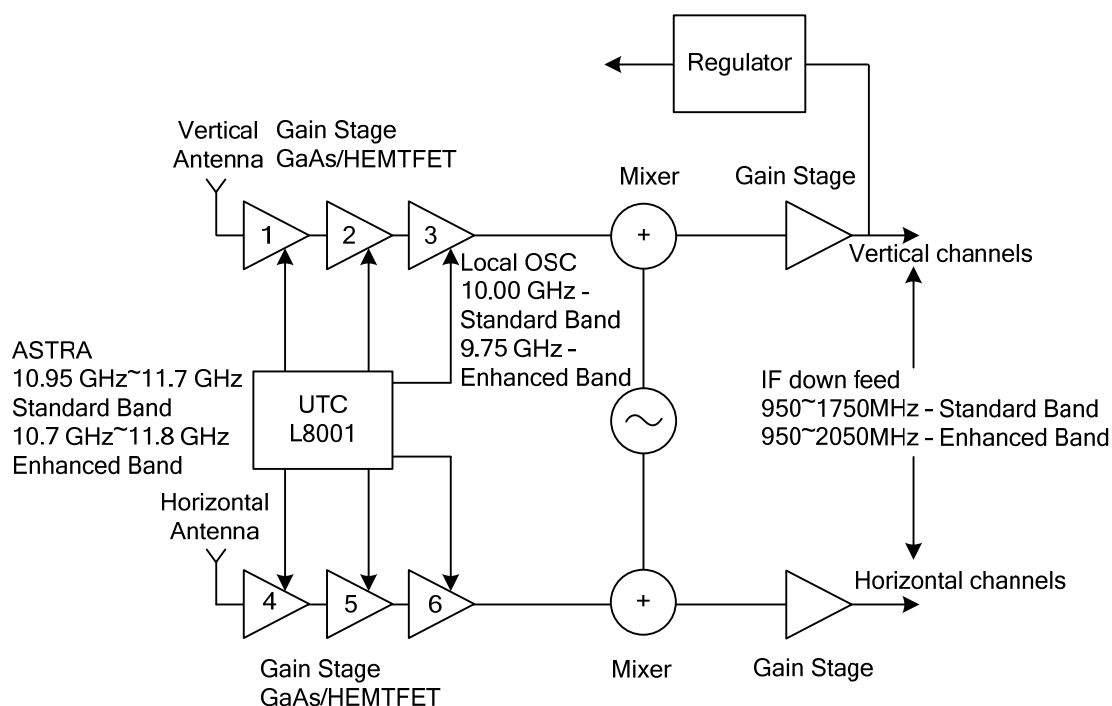 Regulator
Vertical
Antenna
Gain Stage
GaAs/HEMTFET
Mixer
Gain Stage
1
2
3
+
Vertical channels
Local OSC
10.00 GHz -
Standard Band
9.75 GHz -
Enhanced Band
ASTRA
10.95 GHz~11.7 GHz
Standard Band
10.7 GHz~11.8 GHz
Enhanced Band
UTC
L8001
IF down feed
950~1750MHz - Standard Band
950~2050MHz - Enhanced Band
Horizontal
Antenna
4
5
6
+
Horizontal channels
Gain Stage
GaAs/HEMTFET
Mixer
Gain Stage